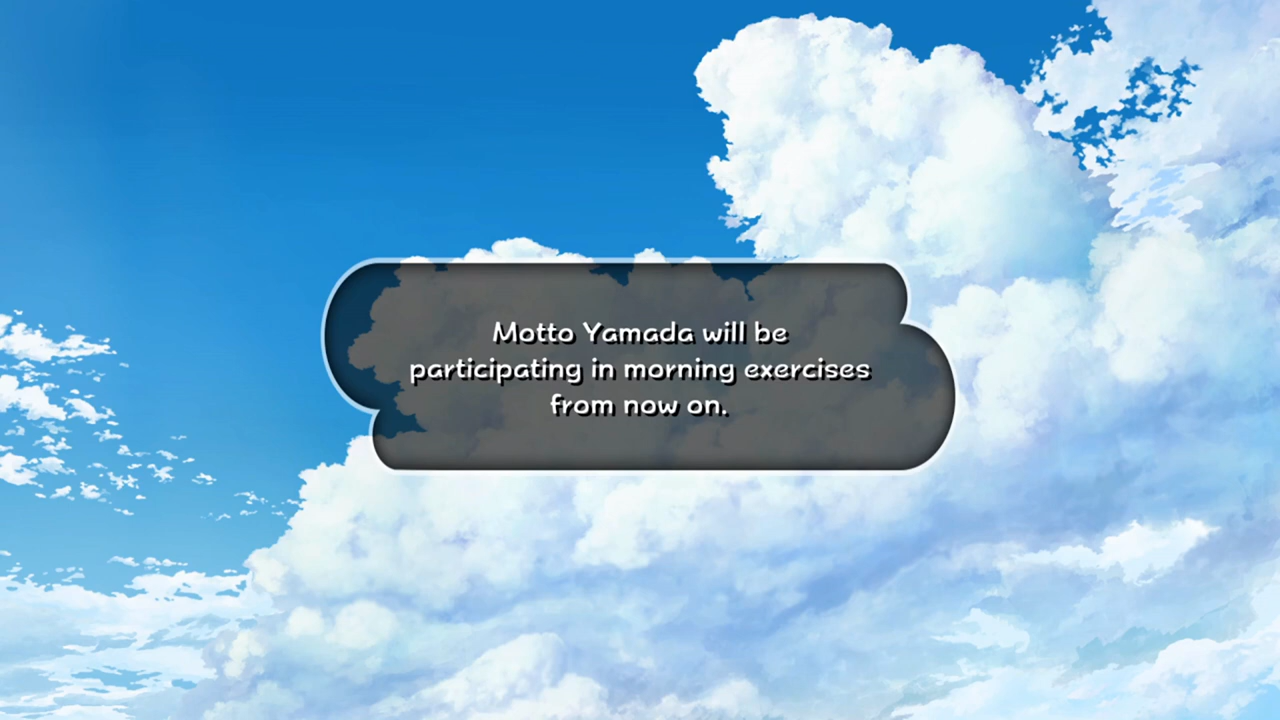 Motto Yamada will be
participating in morning exercises
from now on.